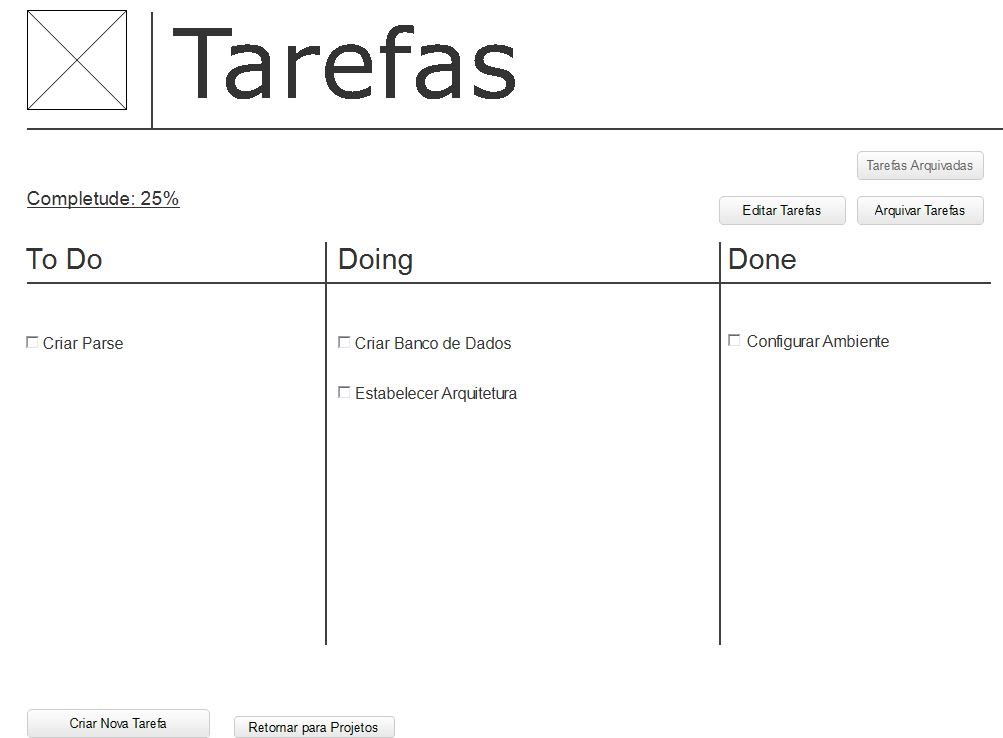 Tarefas
Tarefas Arquivadas
Completude: 25%
Editar Tarefas
Arquivar Tarefas
To Do
Doing
Done
Criar Parse
Criar Banco de Dados
Configurar Ambiente
Estabelecer Arquitetura
Criar Nova Tarefa
Retornar para Projetos